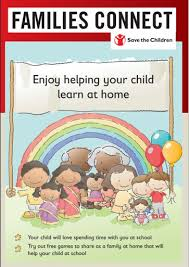 FAMILIES CONNECT
Save the Children
Enjoy helping your child
learn at home
Your child will love spending time with you at school
Try out free games to share as a family at home that will
help your child at school